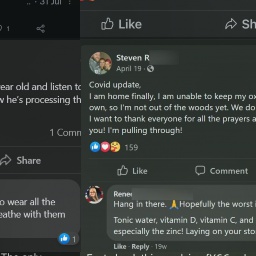 31 Jul
Like
Sh
1
Steven R
April 19
Covid update,
I am home finally, I am unable to keep my ox
own, so I'm not out of the woods yet. We do
I want to thank everyone for all the prayers a
you! I'm pulling through!
159
ear old and listen to
w he's processing th
1 Comm
Share
Like
Comment
o wear all the
eathe with them
1
Renee
Hang in there. 🙏 Hopefully the worst i
Tonic water, vitamin D, vitamin C, and
especially the zinc! Laying on your sto
Like · Reply · 19w